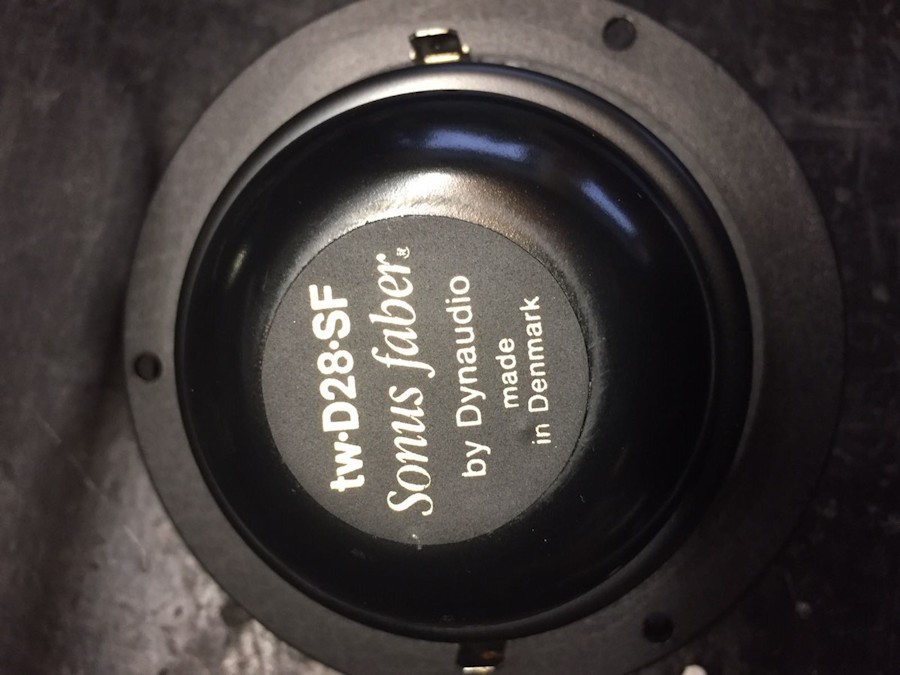 tw·D28·SF
Sonus faber®
by Dynaudio
made
in Denmark